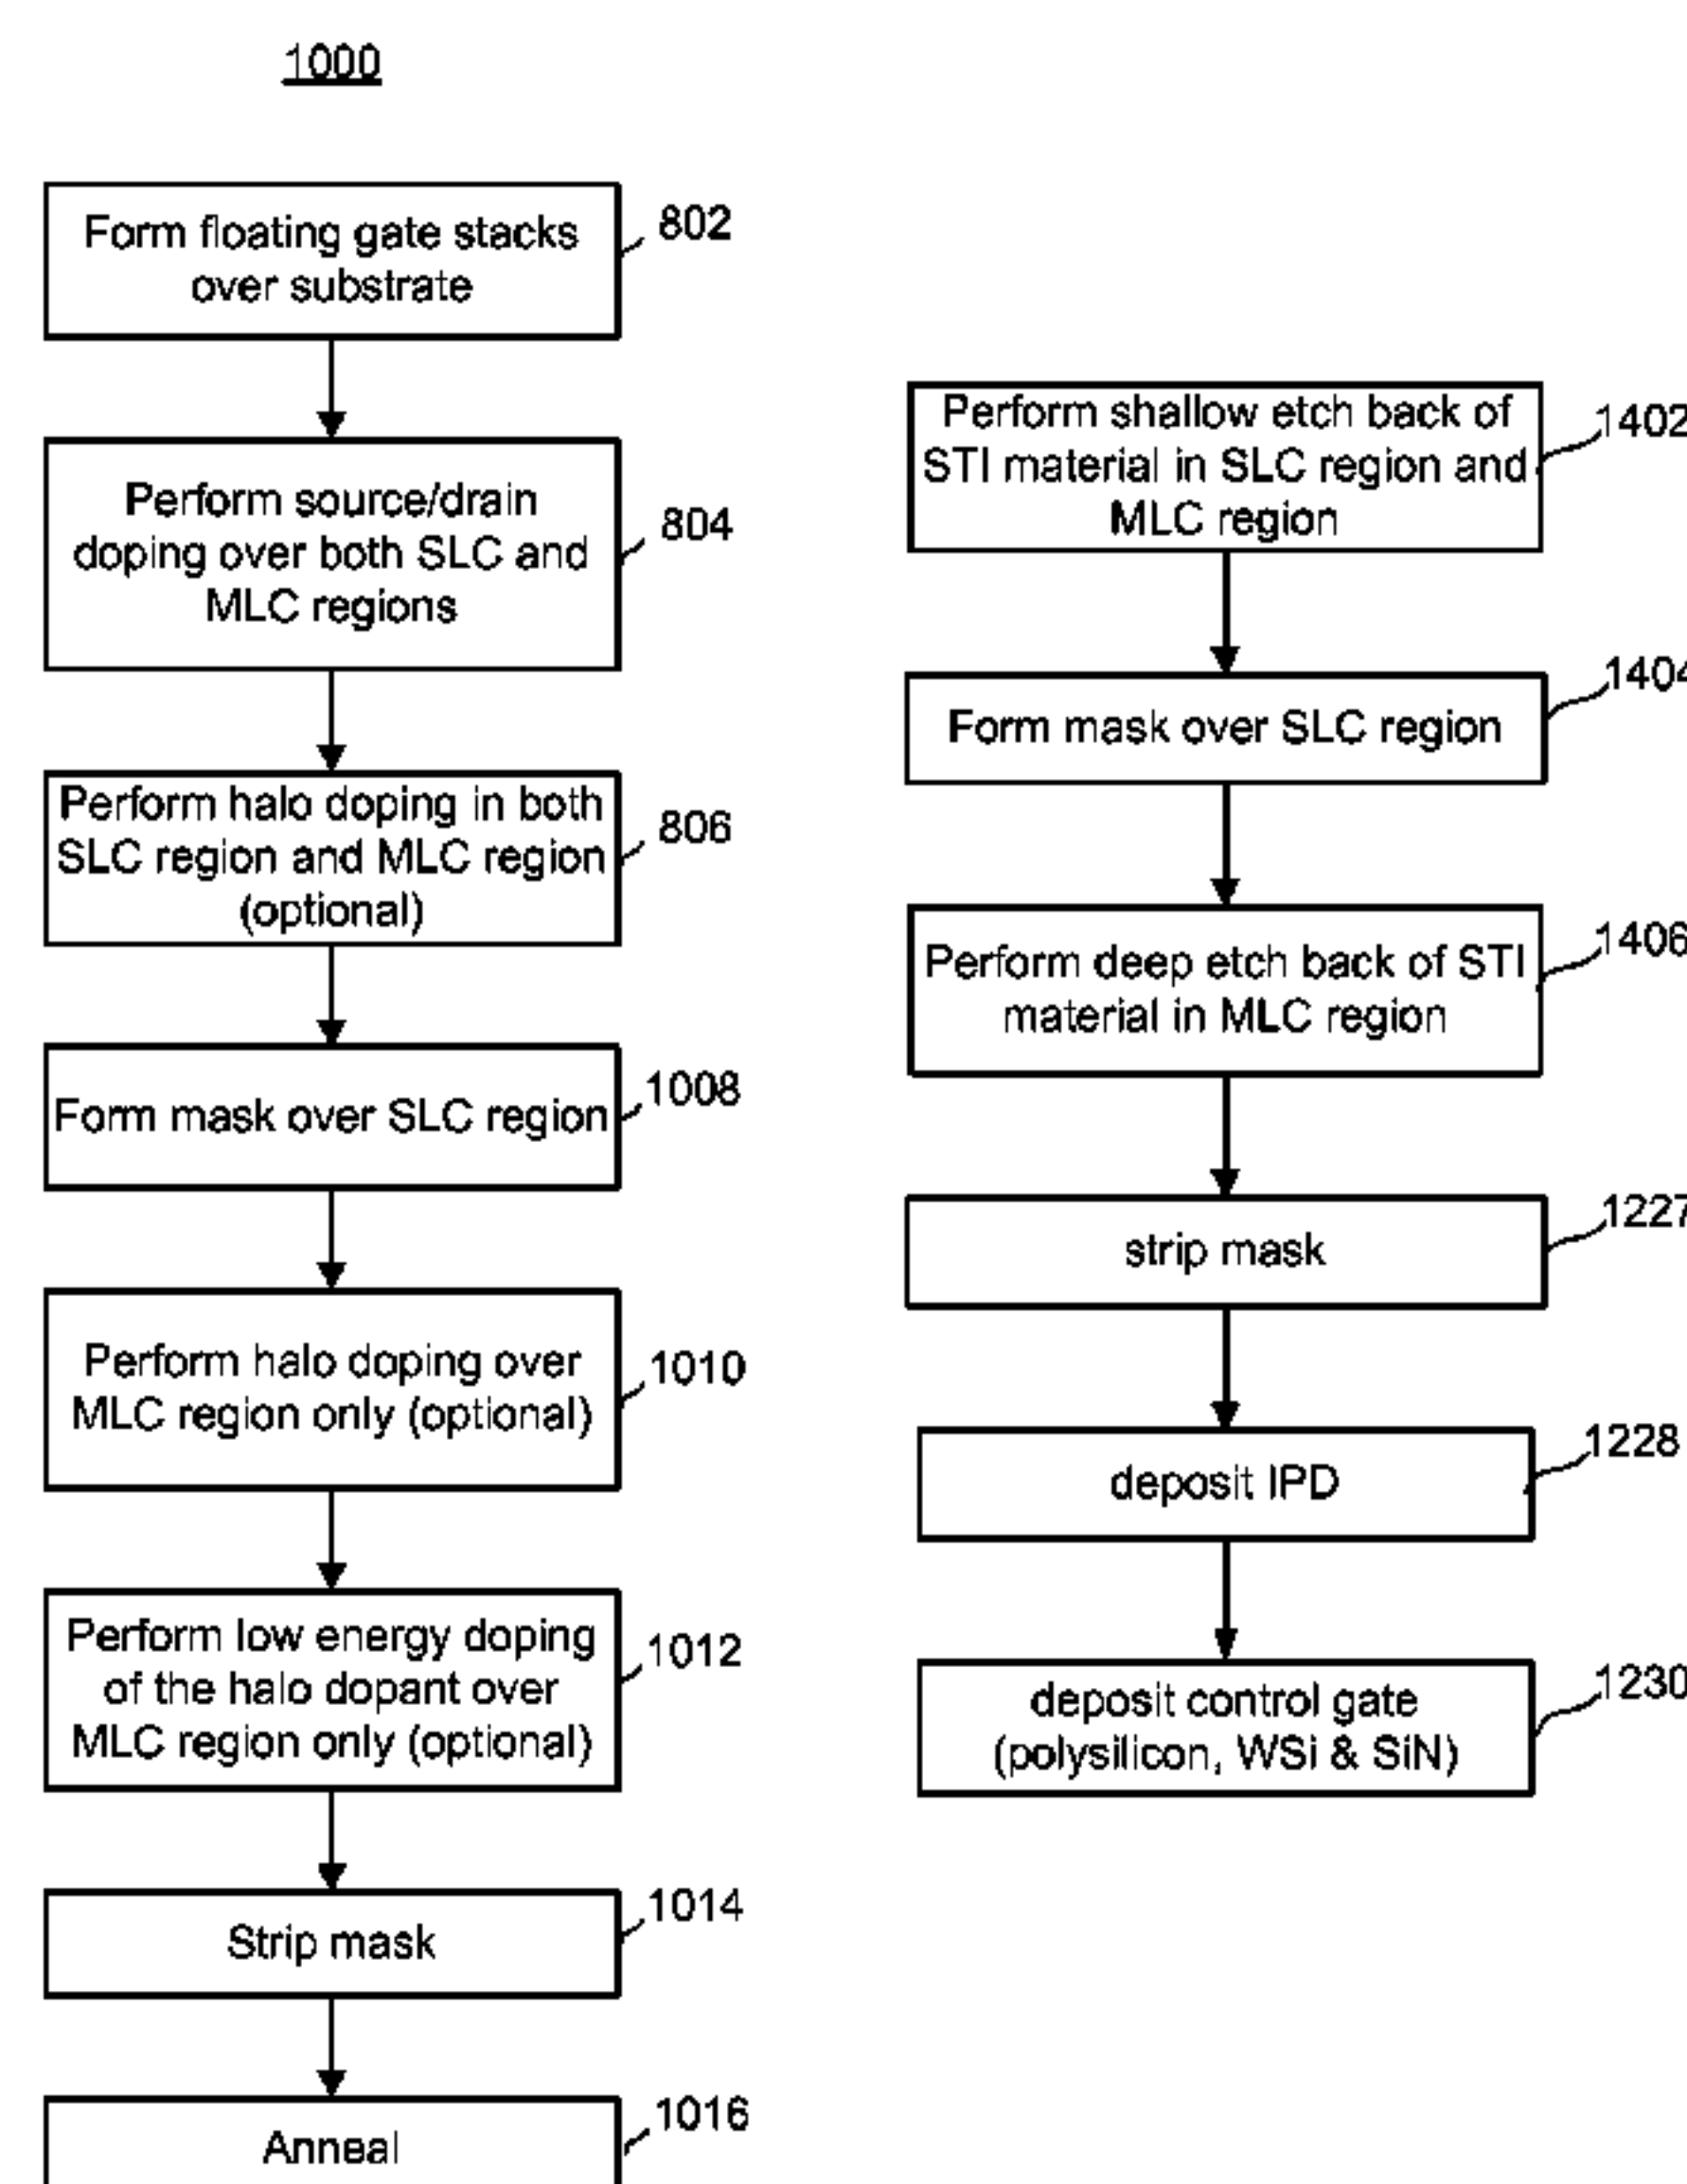 1000
Form floating gate stacks
over substrate
802
Perform source/drain
doping over both SLC and
MLC regions
804
Perform halo doping in both
SLC region and MLC region
(optional)
806
Form mask over SLC region
1008
Perform halo doping over
MLC region only (optional)
1010
Perform low energy doping
of the halo dopant over
MLC region only (optional)
1012
Strip mask
1014
Anneal
1016
Perform shallow etch back of
STI material in SLC region and
MLC region
1402
Form mask over SLC region
1404
Perform deep etch back of STI
material in MLC region
1406
strip mask
1227
deposit IPD
1228
deposit control gate
(polysilicon, WSi & SiN)
1230